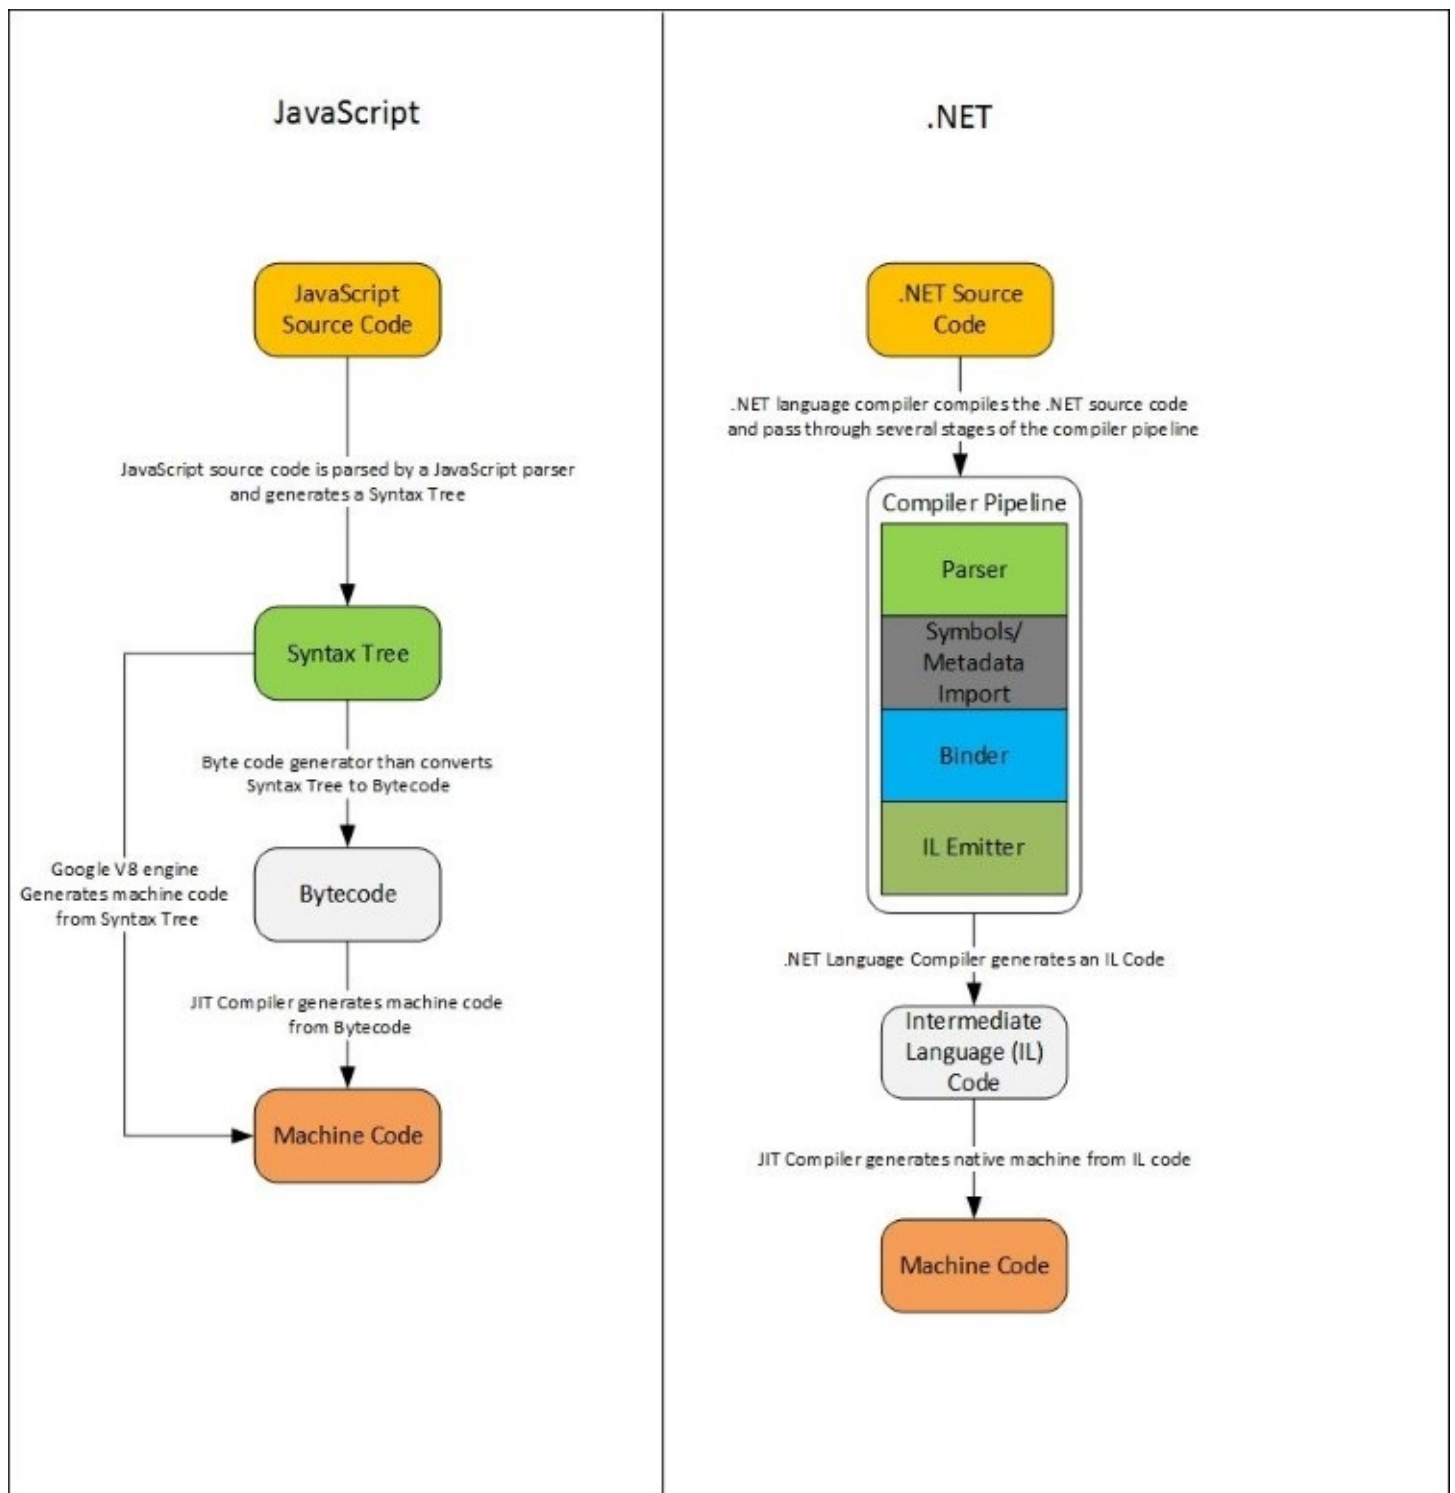 JavaScript
JavaScript
Source Code
JavaScript source code is parsed by a JavaScript parser
and generates a Syntax Tree
Syntax Tree
Byte code generator than converts
Syntax Tree to Bytecode
Google V8 engine
Generates machine code
from Syntax Tree
Bytecode
JIT Compiler generates machine code
from Bytecode
Machine Code
.NET
.NET Source
Code
.NET language compiler compiles the .NET source code
and pass through several stages of the compiler pipeline
Compiler Pipeline
Parser
Symbols/
Metadata
Import
Binder
IL Emitter
.NET Language Compiler generates an IL Code
Intermediate
Language (IL)
Code
JIT Compiler generates native machine from IL code
Machine Code